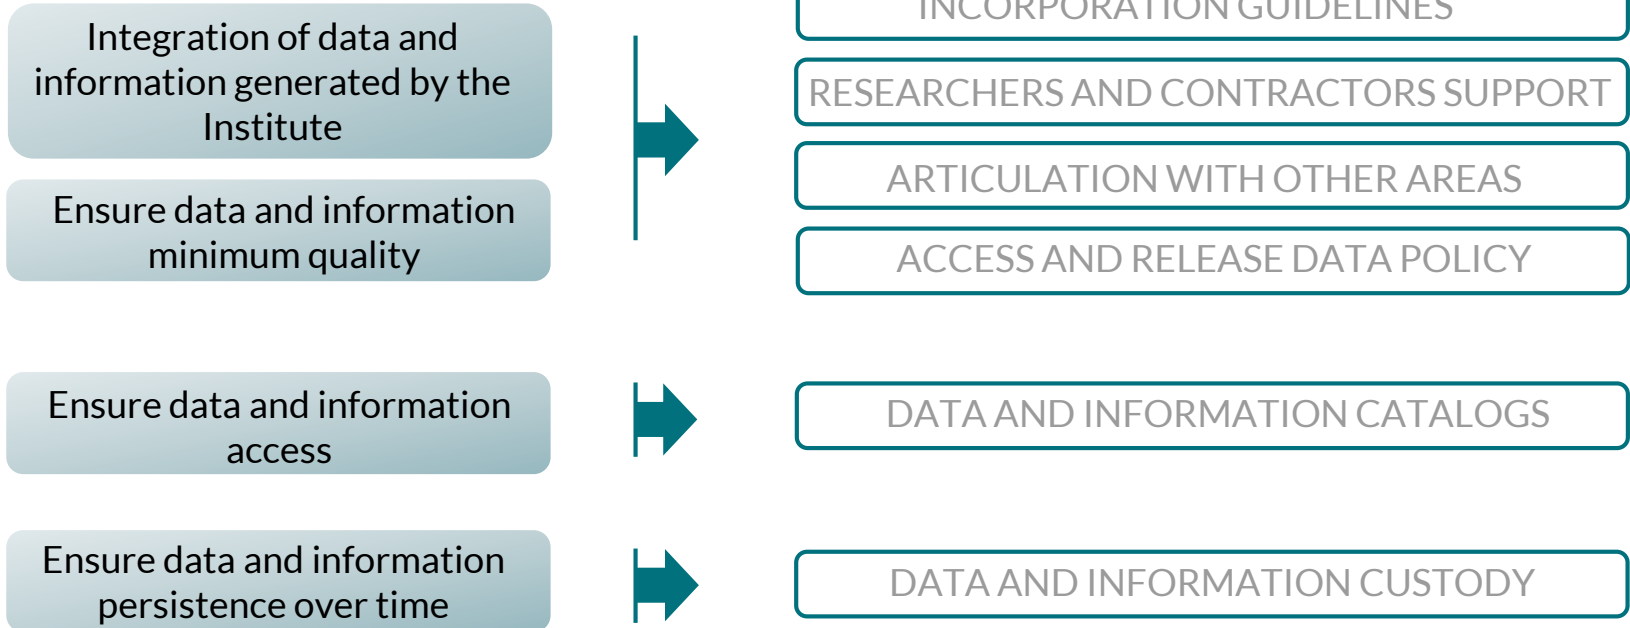 Integration of data and
information generated by the
Institute
Ensure data and information
minimum quality
INCORPORATION GUIDELINES
RESEARCHERS AND CONTRACTORS SUPPORT
ARTICULATION WITH OTHER AREAS
ACCESS AND RELEASE DATA POLICY
Ensure data and information
access
DATA AND INFORMATION CATALOGS
Ensure data and information
persistence over time
DATA AND INFORMATION CUSTODY